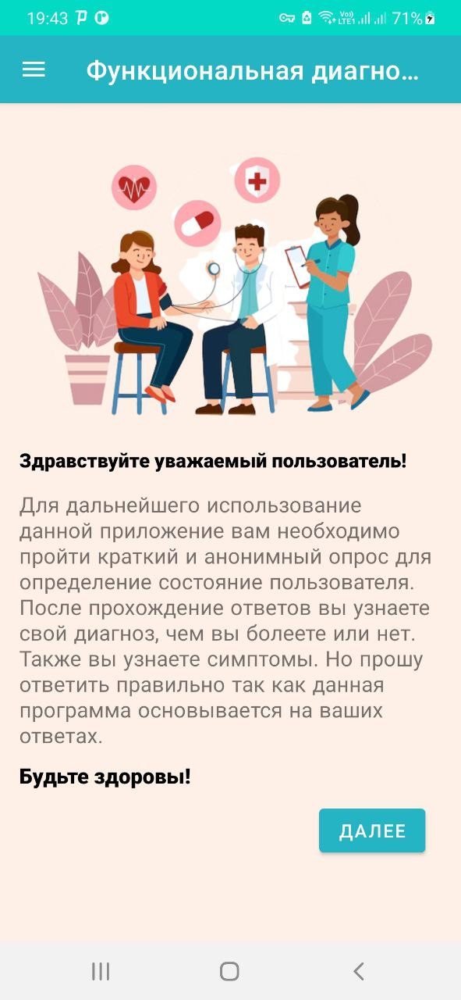 19:43
Vo)) LTE1 71%
Функциональная диагно...
Здравствуйте уважаемый пользователь!
Для дальнейшего использование
данной приложение вам необходимо
пройти краткий и анонимный опрос для
определение состояние пользователя.
После прохождение ответов вы узнаете
свой диагноз, чем вы болеете или нет.
Также вы узнаете симптомы. Но прошу
ответить правильно так как данная
программа основывается на ваших
ответах.
Будьте здоровы!
ДАЛЕЕ